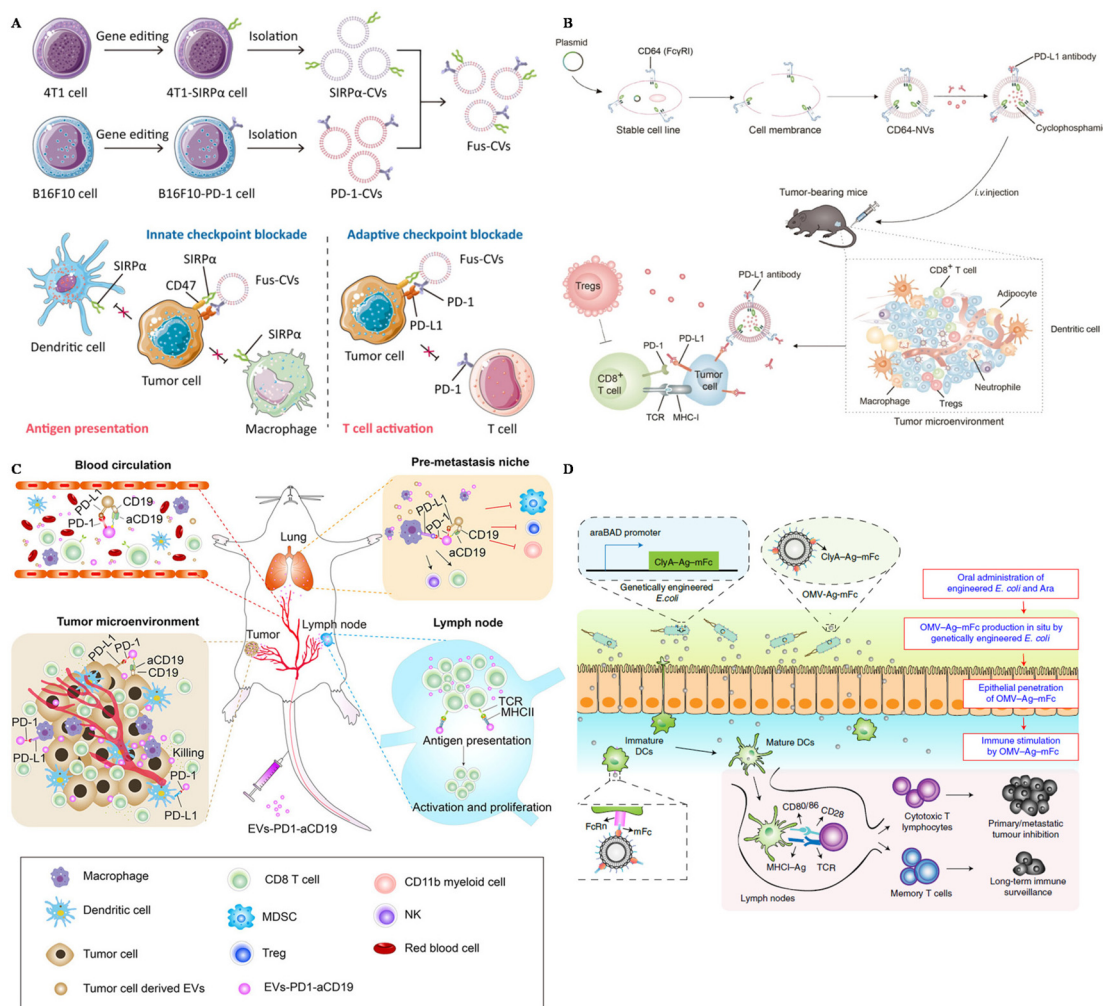 A
Gene editing
Isolation
4T1 cell
4T1-SIRPα cell
SIRPα-CVs
Gene editing
Isolation
Fus-CVs
B16F10 cell
B16F10-PD-1 cell
PD-1-CVs
Innate checkpoint blockade
Adaptive checkpoint blockade
SIRPα
SIRPα
CD47
Fus-CVs
Fus-CVs
PD-1
PD-L1
Dendritic cell
Tumor cell
SIRPα
Tumor cell
PD-1
Macrophage
T cell
Antigen presentation
T cell activation
B
Plasmid
CD64 (FcγRI)
PD-L1 antibody
Stable cell line
Cell membrance
CD64-NVs
Cyclophosphami
i.v.injection
Tumor-bearing mice
Tregs
PD-L1 antibody
CD8+ T cell
Adipocyte
Dentritic cell
PD-1
PD-L1
CD8+
T cell
Tumor
cell
TCR
MHC-I
Neutrophile
Macrophage
Tregs
Tumor microenvironment
C
Blood circulation
PD-L1
CD19
PD-1
aCD19
Pre-metastasis niche
PD-L1
PD-1
CD19
aCD19
Lung
Tumor
Lymph node
Tumor microenvironment
PD-L1
PD-1
aCD19
CD19
PD-1
PD-L1
Killing
PD-1
PD-L1
Lymph node
TCR
MHCII
Antigen presentation
Activation and proliferation
EVs-PD1-aCD19
Macrophage
CD8 T cell
CD11b myeloid cell
Dendritic cell
MDSC
NK
Tumor cell
Treg
Red blood cell
Tumor cell derived EVs
EVs-PD1-aCD19
D
araBAD promoter
ClyA–Ag–mFc
ClyA–Ag–mFc
Genetically engineered
E.coli
OMV-Ag-mFc
Oral administration of
engineered E. coli and Ara
OMV–Ag–mFc production in situ by
genetically engineered E. coli
Epithelial penetration
of OMV–Ag–mFc
Immune stimulation
by OMV–Ag–mFc
Immature
DCs
Mature DCs
FcRn
mFc
CD80/86
CD28
MHCI–Ag
TCR
Lymph nodes
Cytotoxic T
lymphocytes
Primary/metastatic
tumour inhibition
Memory T cells
Long-term immune
surveillance